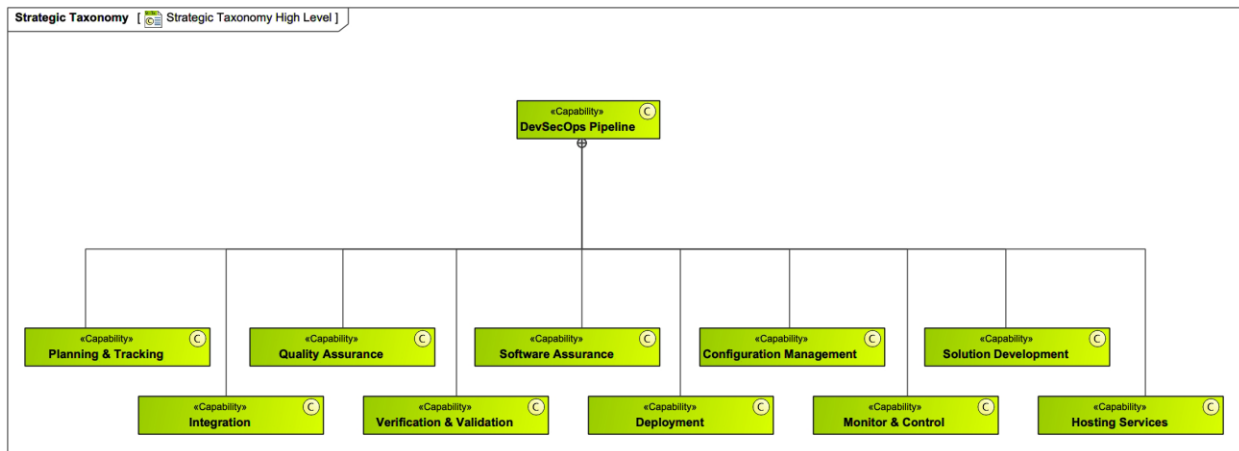 Strategic Taxonomy [ Strategic Taxonomy High Level ]
«Capability» C
DevSecOps Pipeline
«Capability» C
Planning & Tracking
«Capability» C
Quality Assurance
«Capability» C
Software Assurance
«Capability» C
Configuration Management
«Capability» C
Solution Development
«Capability» C
Integration
«Capability» C
Verification & Validation
«Capability» C
Deployment
«Capability» C
Monitor & Control
«Capability» C
Hosting Services